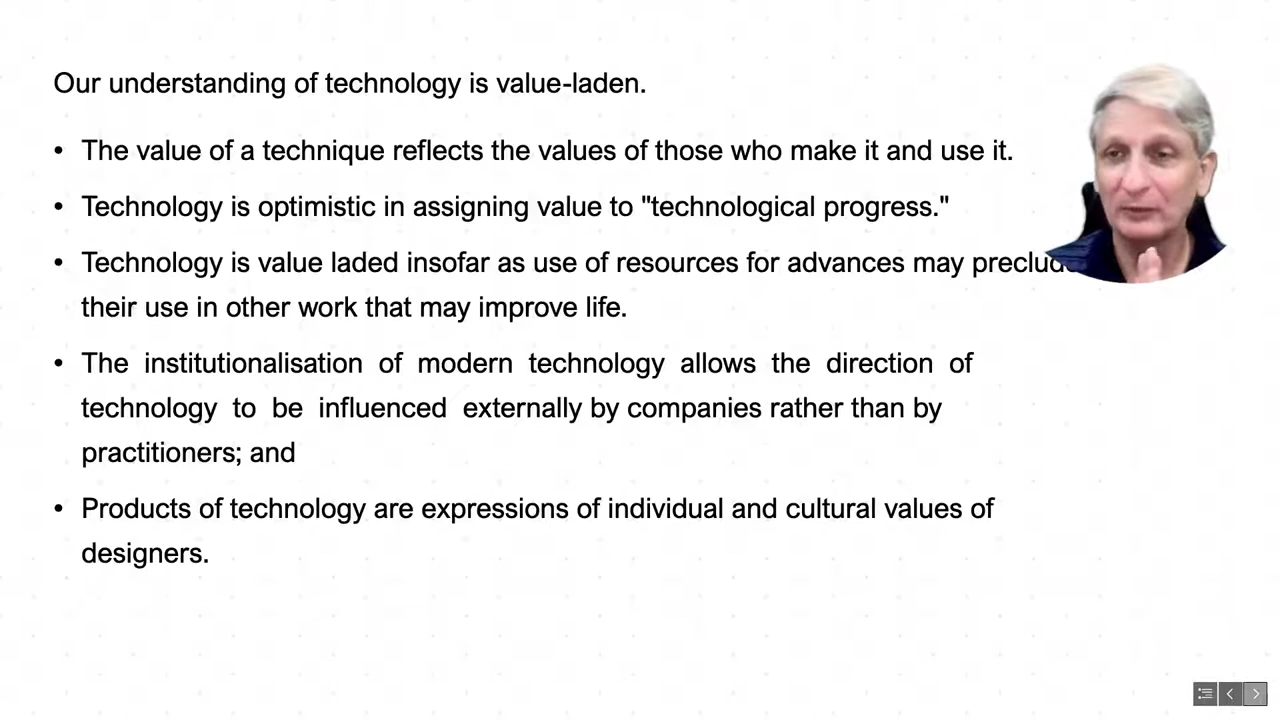 Our understanding of technology is value-laden.
• The value of a technique reflects the values of those who make it and use it.
• Technology is optimistic in assigning value to "technological progress."
• Technology is value laded insofar as use of resources for advances may preclude
their use in other work that may improve life.
• The institutionalisation of modern technology allows the direction of
technology to be influenced externally by companies rather than by
practitioners; and
• Products of technology are expressions of individual and cultural values of
designers.